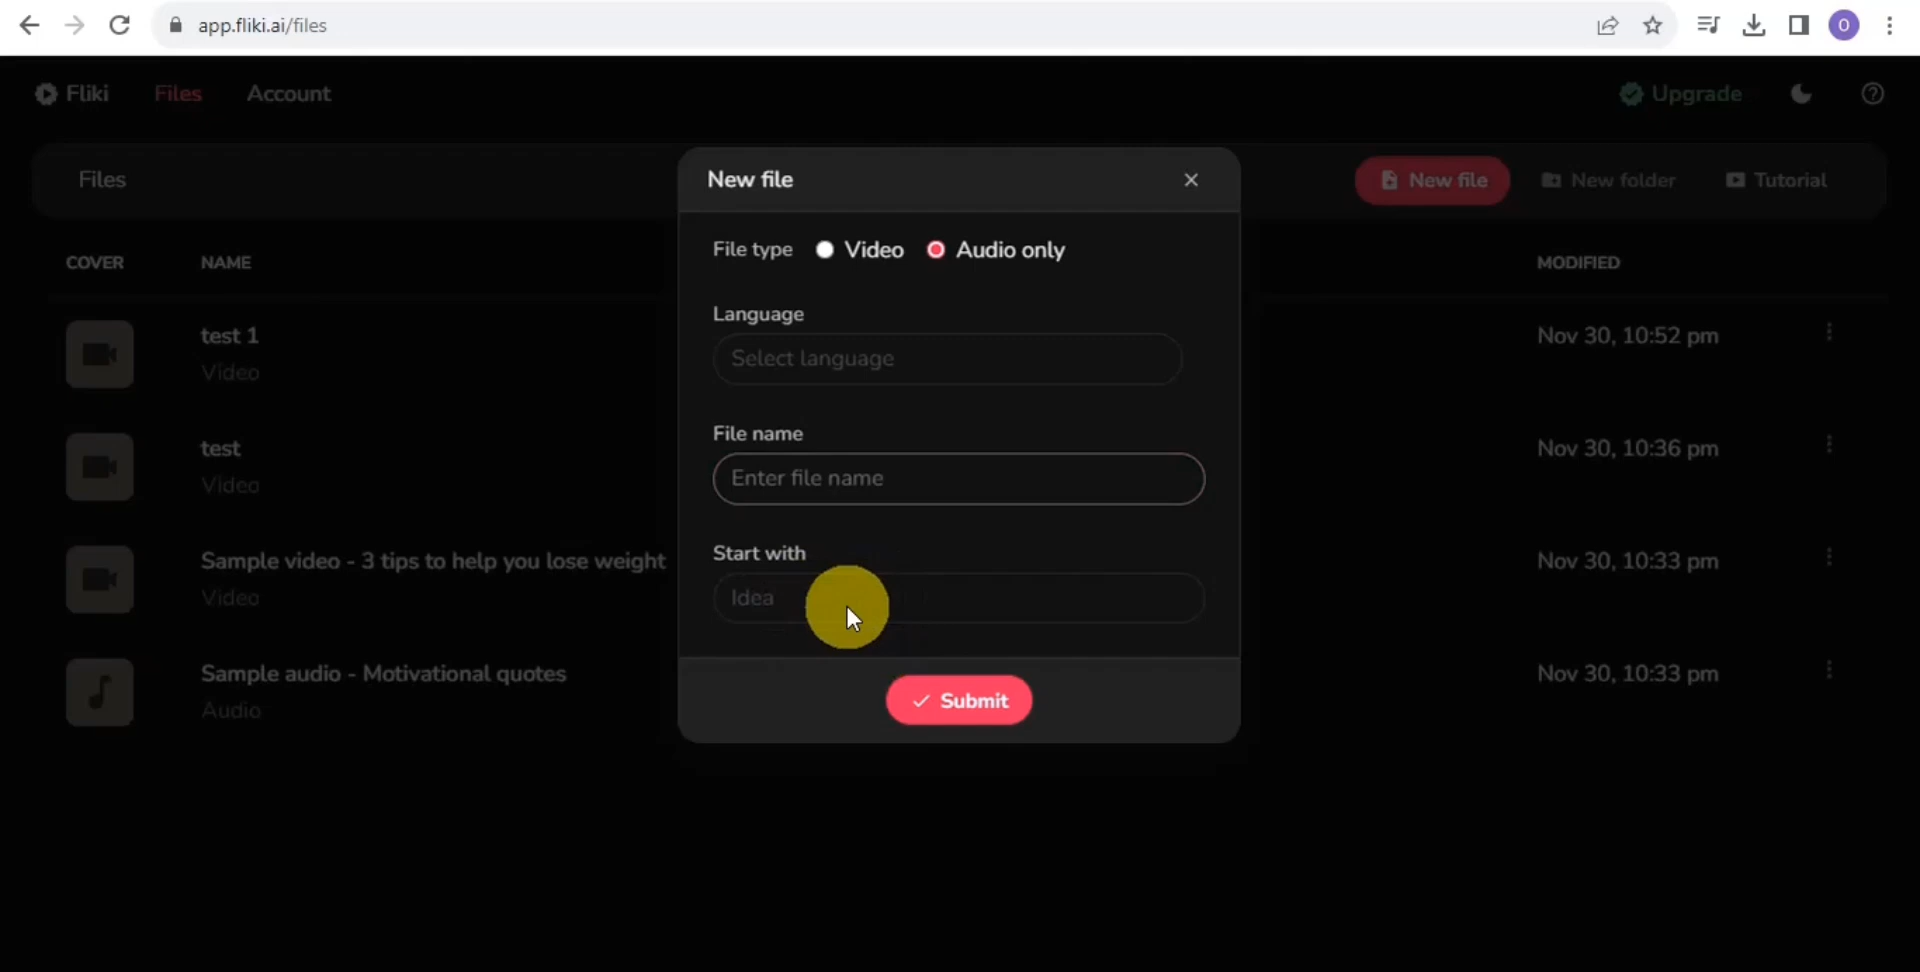 app.fliki.ai/files
O
Fliki Files Account Upgrade
Files New file New folder Tutorial
COVER NAME MODIFIED
test 1 Nov 30, 10:52 pm
Video
test Nov 30, 10:36 pm
Video
Sample video - 3 tips to help you lose weight Nov 30, 10:33 pm
Video
Sample audio - Motivational quotes Nov 30, 10:33 pm
Audio
New file
File type Video Audio only
Language
Select language
File name
Enter file name
Start with
Idea
Submit